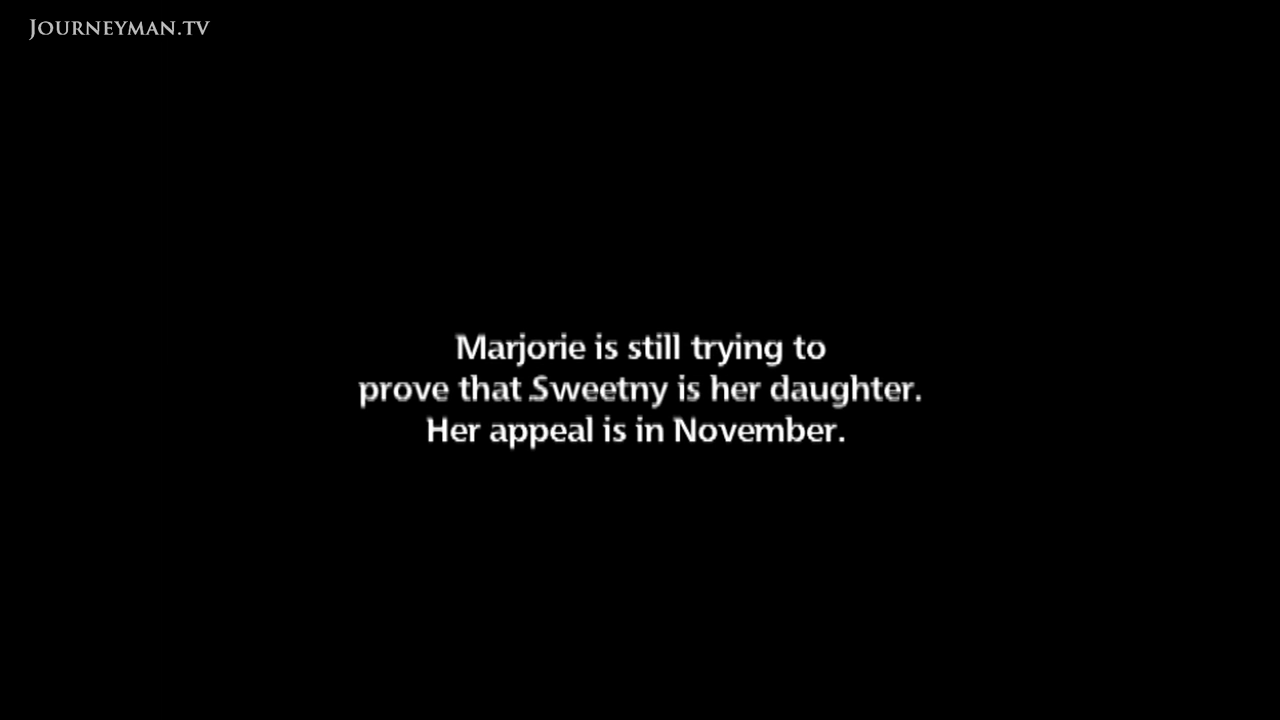 JOURNEYMAN.TV
Marjorie is still trying to
prove that Sweetny is her daughter.
Her appeal is in November.